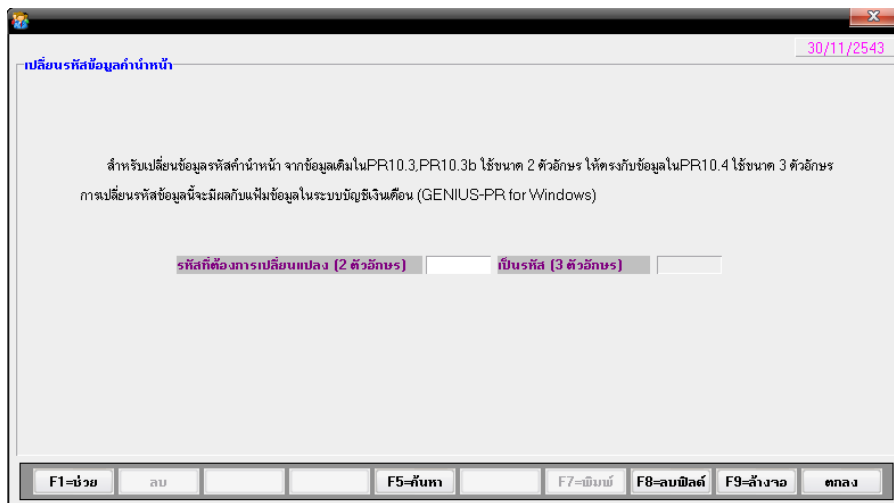 30/11/2543
เปลี่ยนรหัสข้อมูลคำนำหน้า
สำหรับเปลี่ยนข้อมูลรหัสคำนำหน้า จากข้อมูลเดิมในPR10.3,PR10.3b ใช้ขนาด 2 ตัวอักษร ให้ตรงกับข้อมูลในPR10.4 ใช้ขนาด 3 ตัวอักษร
การเปลี่ยนรหัสข้อมูลนี้จะมีผลกับแฟ้มข้อมูลในระบบบัญชีเงินเดือน (GENIUS-PR for Windows)
รหัสที่ต้องการเปลี่ยนแปลง (2 ตัวอักษร) เป็นรหัส (3 ตัวอักษร)
F1=ช่วย ลบ F5=ค้นหา F7=พิมพ์ F8=ลบฟิลด์ F9=ล้างจอ ตกลง